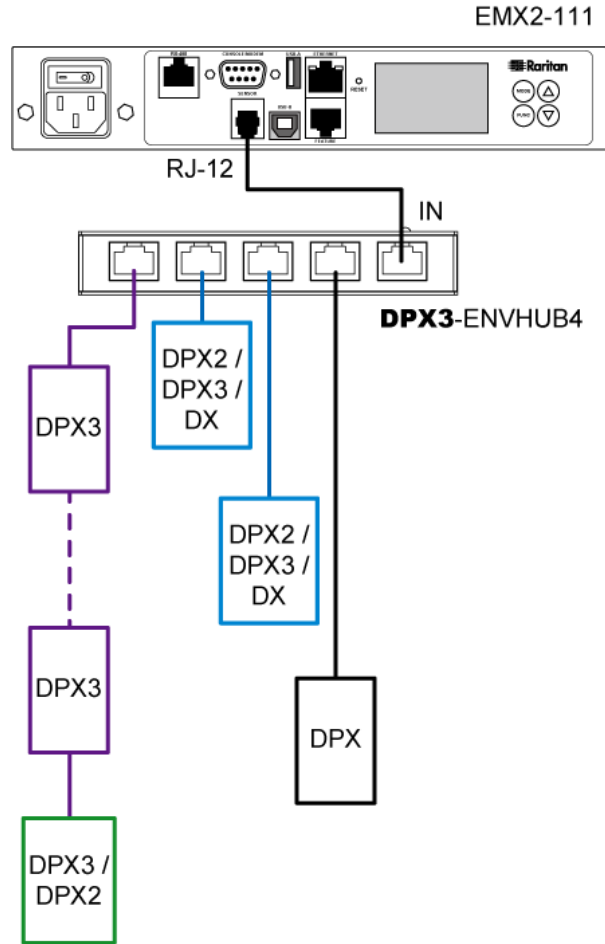 EMX2-111
RS-485
CONSOLE/MODEM
USB-A
ETHERNET
Raritan
RESET
MODE
FUNC
SENSOR
USB-B
FEATURE
RJ-12
IN
DPX3-ENVHUB4
DPX2 /
DPX3 /
DX
DPX3
DPX2 /
DPX3 /
DX
DPX3
DPX
DPX3 /
DPX2